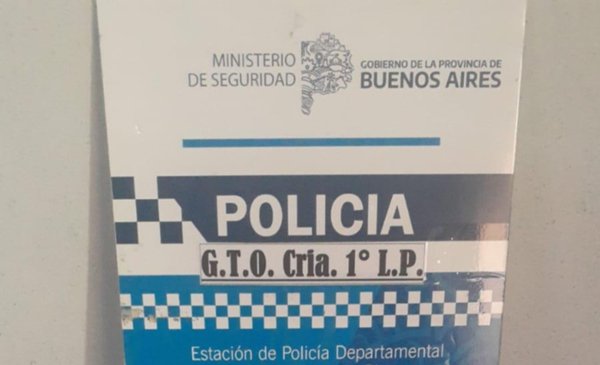 MINISTERIO
DE SEGURIDAD
GOBIERNO DE LA PROVINCIA DE
BUENOS AIRES
POLICIA
G.T.O. Cria. 1° L.P.
Estación de Policía Departamental